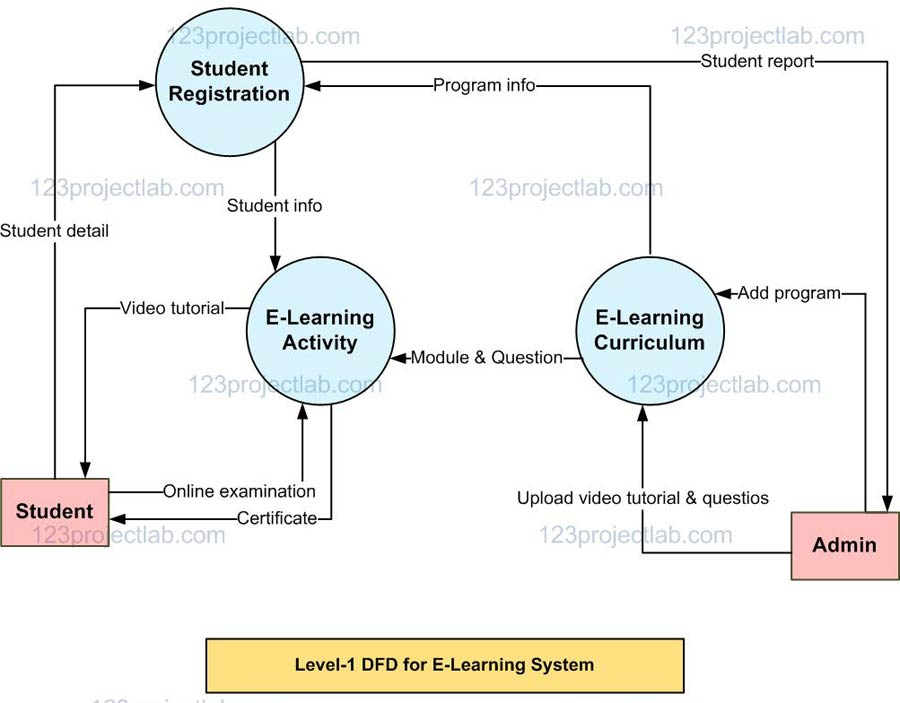 123projectlab.com
123projectlab.com
Student
Registration
Student report
Program info
123projectlab.com
123projectlab.com
Student info
Student detail
Add program
Video tutorial
E-Learning
Activity
E-Learning
Curriculum
Module & Question
123projectlab.com
123projectlab.com
Online examination
Upload video tutorial & questios
Student
Certificate
123projectlab.com
123projectlab.com
Admin
Level-1 DFD for E-Learning System